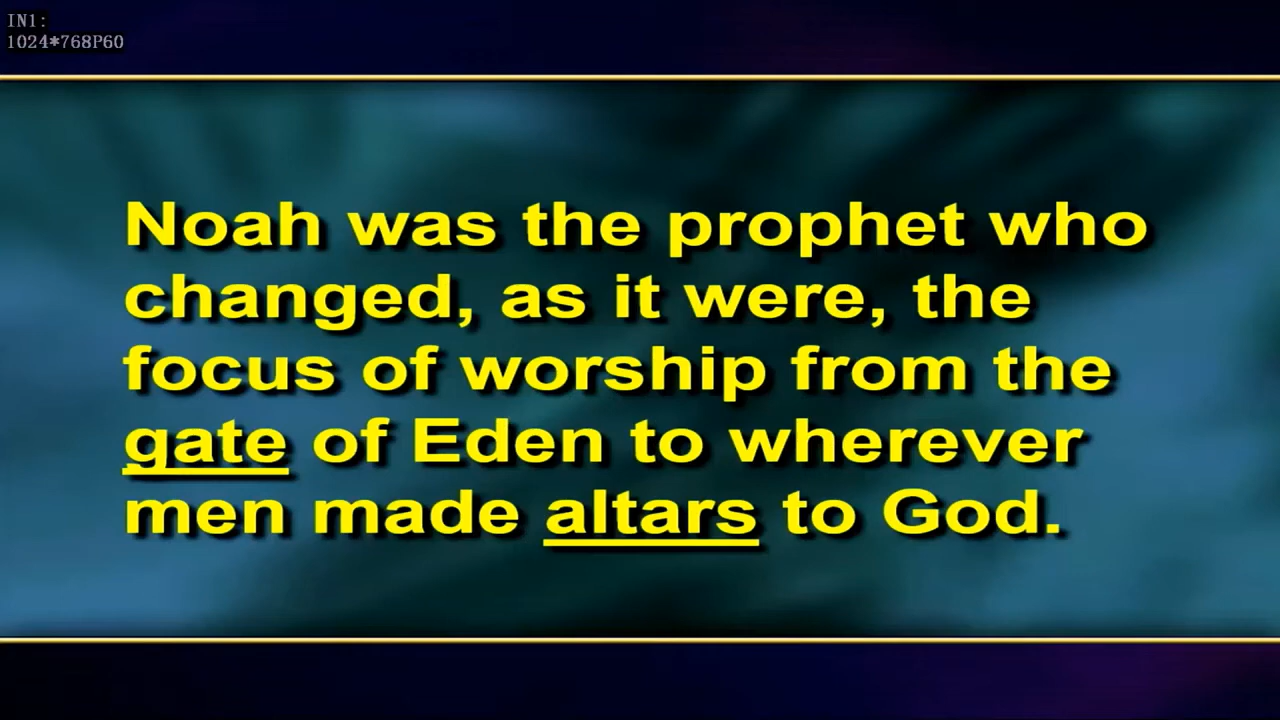 IN1:
1024*768P60
Noah was the prophet who
changed, as it were, the
focus of worship from the
gate of Eden to wherever
men made altars to God.